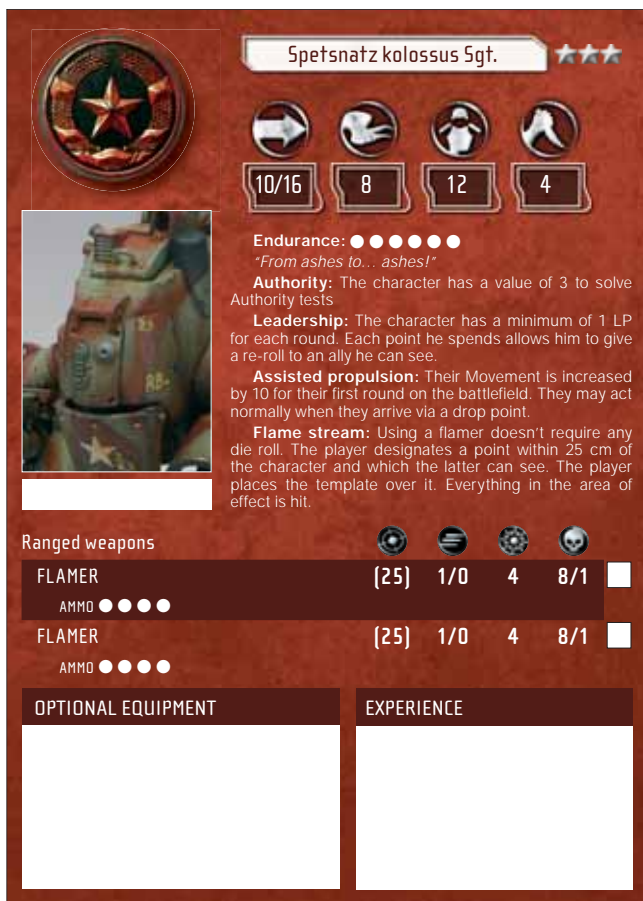 Spetsnatz kolossus Sgt.
10/16 8 12 4
Endurance:
“From ashes to… ashes!”
Authority: The character has a value of 3 to solve
Authority tests
Leadership: The character has a minimum of 1 LP
for each round. Each point he spends allows him to give
a re-roll to an ally he can see.
Assisted propulsion: Their Movement is increased
by 10 for their first round on the battlefield. They may act
normally when they arrive via a drop point.
Flame stream: Using a flamer doesn’t require any
die roll. The player designates a point within 25 cm of
the character and which the latter can see. The player
places the template over it. Everything in the area of
effect is hit.
Ranged weapons
FLAMER (25) 1/0 4 8/1
AMMO
FLAMER (25) 1/0 4 8/1
AMMO
OPTIONAL EQUIPMENT
EXPERIENCE